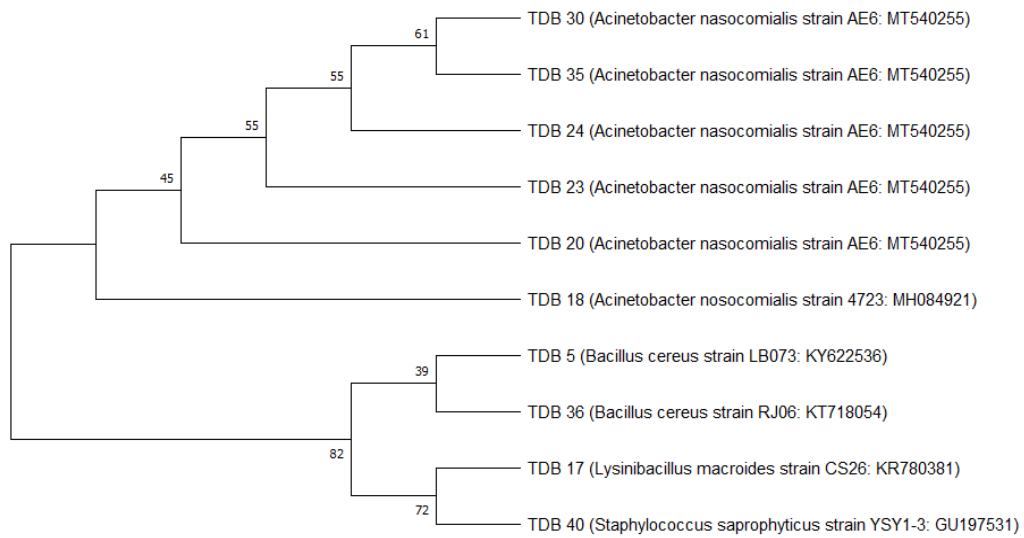 TDB 30 (Acinetobacter nasocomialis strain AE6: MT540255)
61
TDB 35 (Acinetobacter nasocomialis strain AE6: MT540255)
55
TDB 24 (Acinetobacter nasocomialis strain AE6: MT540255)
55
TDB 23 (Acinetobacter nasocomialis strain AE6: MT540255)
45
TDB 20 (Acinetobacter nasocomialis strain AE6: MT540255)
TDB 18 (Acinetobacter nosocomialis strain 4723: MH084921)
TDB 5 (Bacillus cereus strain LB073: KY622536)
39
TDB 36 (Bacillus cereus strain RJ06: KT718054)
82
TDB 17 (Lysinibacillus macroides strain CS26: KR780381)
72
TDB 40 (Staphylococcus saprophyticus strain YSY1-3: GU197531)